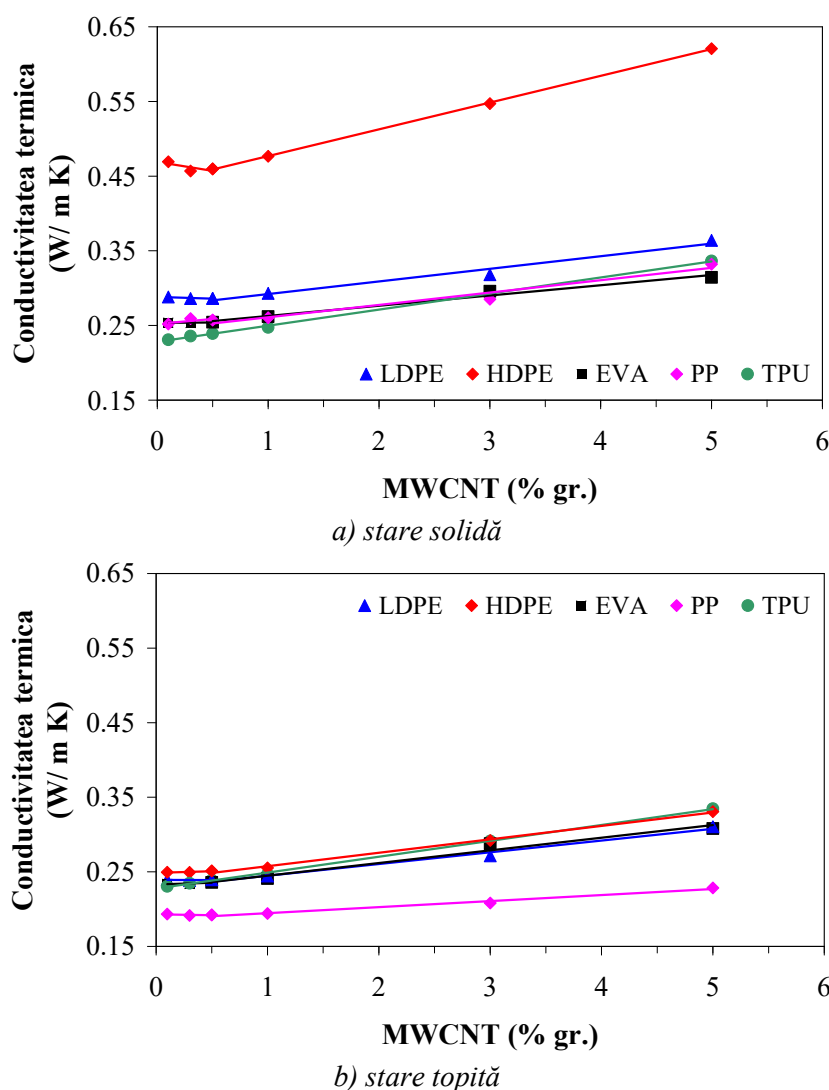 0.65
0.55
0.45
0.35
0.25
0.15
Conductivitatea termica
(W/ m K)
LDPE HDPE EVA PP TPU
0 1 2 3 4 5 6
MWCNT (% gr.)
a) stare solidă
0.65
0.55
0.45
0.35
0.25
0.15
Conductivitatea termica
(W/ m K)
LDPE HDPE EVA PP TPU
0 1 2 3 4 5 6
MWCNT (% gr.)
b) stare topită